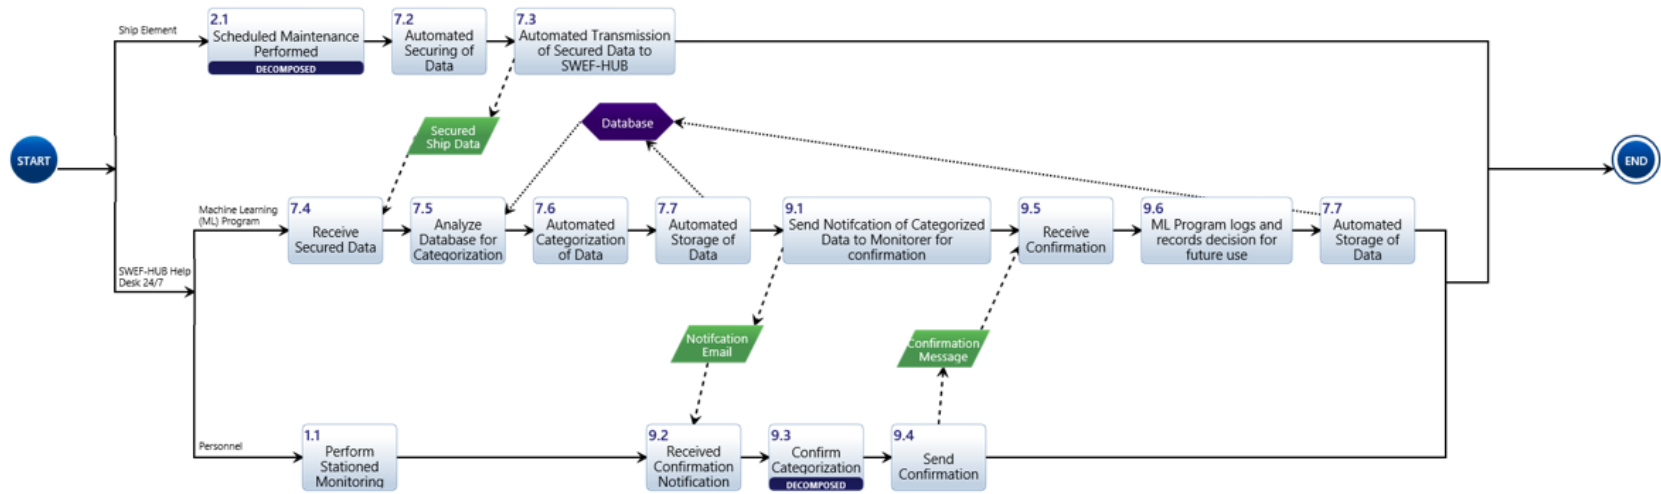 Ship Element
2.1
Scheduled Maintenance
Performed
DECOMPOSED
7.2
Automated
Securing of
Data
7.3
Automated Transmission
of Secured Data to
SWEF-HUB
Secured
Ship Data
Database
START
END
Machine Learning
(ML) Program
7.4
Receive
Secured Data
7.5
Analyze
Database for
Categorization
7.6
Automated
Categorization
of Data
7.7
Automated
Storage of
Data
9.1
Send Notifcation of Categorized
Data to Monitorer for
confirmation
9.5
Receive
Confirmation
9.6
ML Program logs and
records decision for
future use
7.7
Automated
Storage of
Data
SWEF-HUB Help
Desk 24/7
Notifcation
Email
Confirmation
Message
Personnel
1.1
Perform
Stationed
Monitoring
9.2
Received
Confirmation
Notification
9.3
Confirm
Categorization
DECOMPOSED
9.4
Send
Confirmation